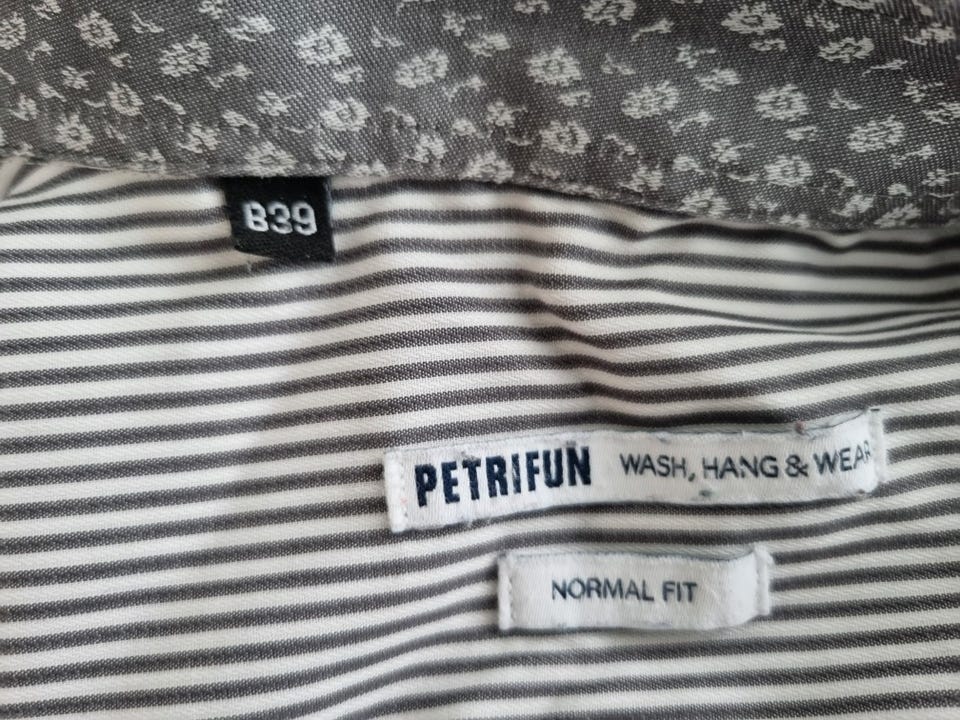 B39
PETRIFUN WASH, HANG & WEAR
NORMAL FIT